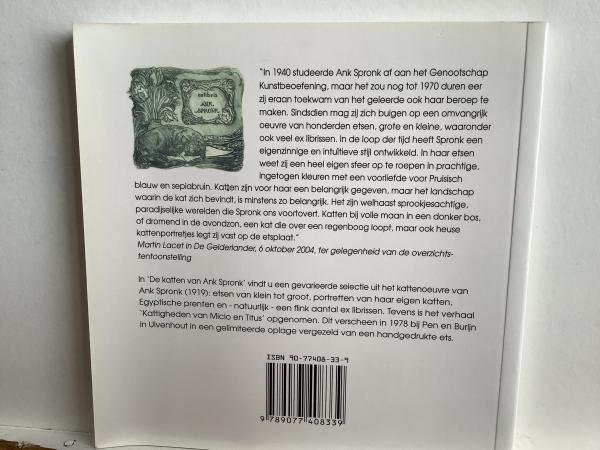 exlibris
ANK
SPRONK
"In 1940 studeerde Ank Spronk af aan het Genootschap
Kunstbeoefening, maar het zou nog tot 1970 duren eer
zij eraan toekwam van het geleerde ook haar beroep te
maken. Sindsdien mag zij zich buigen op een omvangrijk
oeuvre van honderden etsen, grote en kleine, waaronder
ook veel ex librissen. In de loop der tijd heeft Spronk een
eigenzinnige en intuïtieve stijl ontwikkeld. In haar etsen
weet zij een heel eigen sfeer op te roepen in prachtige,
ingetogen kleuren met een voorliefde voor Pruisisch
blauw en sepiabruin. Katten zijn voor haar een belangrijk gegeven, maar het landschap
waarin de kat zich bevindt, is minstens zo belangrijk. Het zijn welhaast sprookjesachtige,
paradijselijke werelden die Spronk ons voortovert. Katten bij volle maan in een donker bos,
of dromend in de avondzon, een kat die over een regenboog loopt, maar ook heuse
kattenportretjes legt zij vast op de etsplaat."
Martin Lacet in De Gelderlander, 6 oktober 2004, ter gelegenheid van de overzichts-
tentoonstelling
In 'De katten van Ank Spronk' vindt u een gevarieerde selectie uit het kattenoeuvre van
Ank Spronk (1919): etsen van klein tot groot, portretten van haar eigen katten,
Egyptische prenten en - natuurlijk - een flink aantal ex librissen. Tevens is het verhaal
'Kattigheden van Micio en Titus' opgenomen. Dit verscheen in 1978 bij Pen en Burijn
in Ulvenhout in een gelimiteerde oplage vergezeld van een handgedrukte ets.
ISBN 90-77408-33-9
9 789077 408339